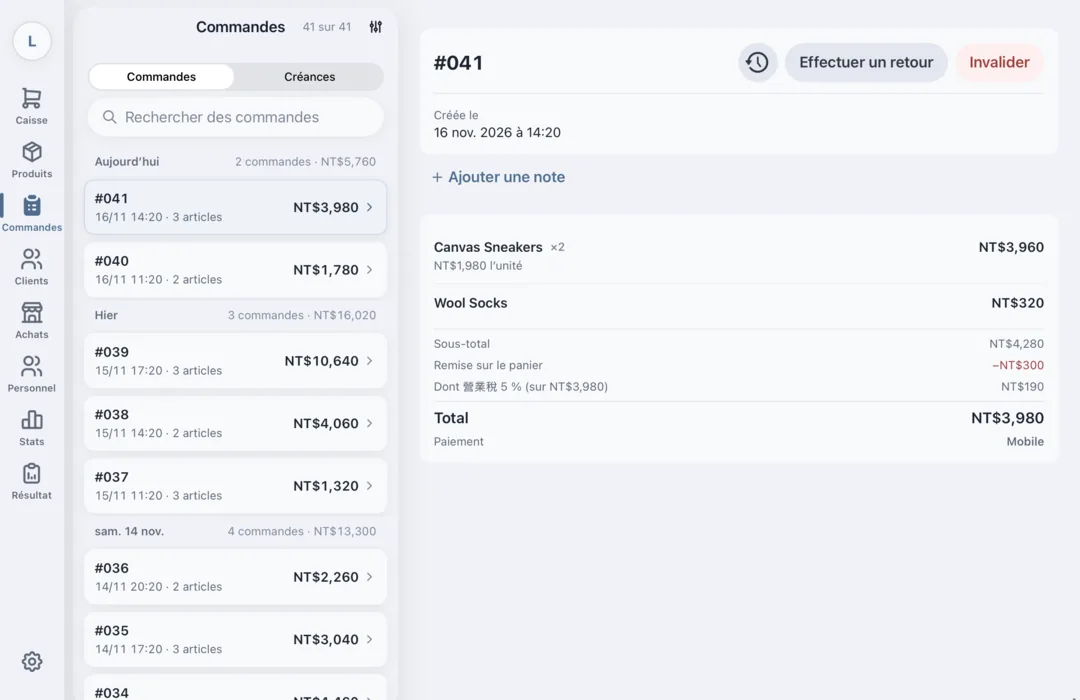 L
Caisse
Produits
Commandes
Clients
Achats
Personnel
Stats
Résultat
Commandes 41 sur 41
Commandes Créances
Rechercher des commandes
Aujourd'hui 2 commandes · NT$5,760
#041
16/11 14:20 · 3 articles NT$3,980
#040
16/11 11:20 · 2 articles NT$1,780
Hier 3 commandes · NT$16,020
#039
15/11 17:20 · 3 articles NT$10,640
#038
15/11 14:20 · 2 articles NT$4,060
#037
15/11 11:20 · 3 articles NT$1,320
sam. 14 nov. 4 commandes · NT$13,300
#036
14/11 20:20 · 2 articles NT$2,260
#035
14/11 17:20 · 3 articles NT$3,040
#034
#041 Effectuer un retour Invalider
Créée le
16 nov. 2026 à 14:20
+ Ajouter une note
Canvas Sneakers ×2 NT$3,960
NT$1,980 l'unité
Wool Socks NT$320
Sous-total NT$4,280
Remise sur le panier −NT$300
Dont 營業稅 5 % (sur NT$3,980) NT$190
Total NT$3,980
Paiement Mobile